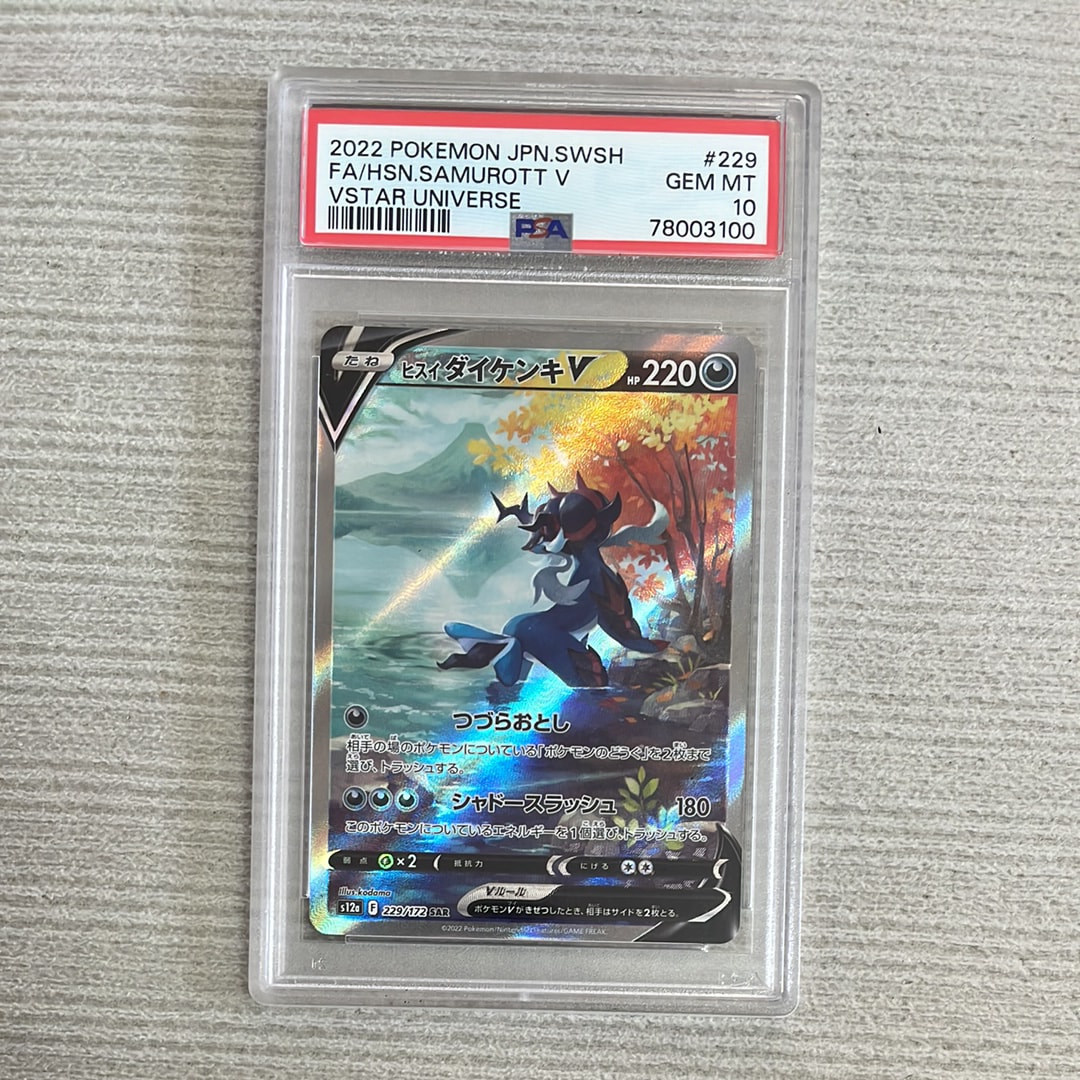 2022 POKEMON JPN.SWSH #229
FA/HSN.SAMUROTT V GEM MT
VSTAR UNIVERSE 10
PSA 78003100
たね ヒスイ ダイケンキV HP 220
つづらおとし
相手の場のポケモンについている「ポケモンのどうぐ」を2枚まで
選び、トラッシュする。
シャドースラッシュ 180
このポケモンについているエネルギーを1個選び、トラッシュする。
弱点 ×2 抵抗力 にげる
Illus.kodama Vルール
s12a F 229/172 SAR ポケモンVがきぜつしたとき、相手はサイドを2枚とる。
©2022 Pokémon/Nintendo/Creatures/GAME FREAK.